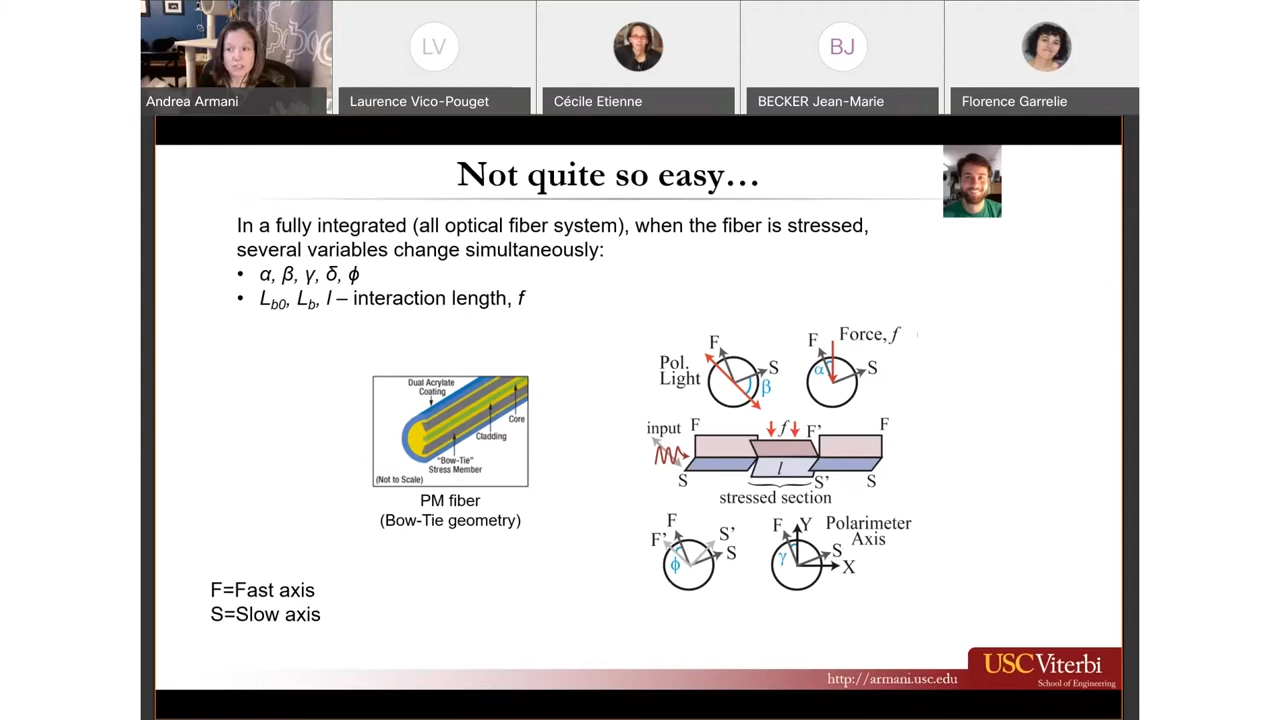 LV
BJ
Andrea Armani
Laurence Vico-Pouget
Cécile Etienne
BECKER Jean-Marie
Florence Garrelie
Not quite so easy…
In a fully integrated (all optical fiber system), when the fiber is stressed,
several variables change simultaneously:
• α, β, γ, δ, ϕ
• Lb0, Lb, l – interaction length, f
Dual Acrylate
Coating
Core
Cladding
"Bow-Tie"
Stress Member
(Not to Scale)
PM fiber
(Bow-Tie geometry)
F=Fast axis
S=Slow axis
Pol.
Light
F
S
β
F
Force, f
α
S
input
F
f
F'
F
l
S
S'
S
stressed section
F
F'
S'
S
ϕ
F
Y
Polarimeter
Axis
S
γ
X
USC Viterbi
School of Engineering
http://armani.usc.edu